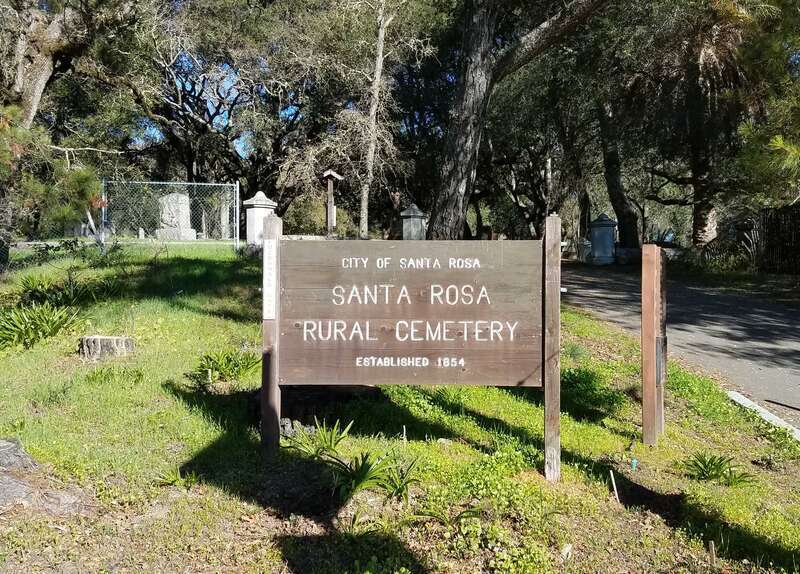 CITY OF SANTA ROSA
SANTA ROSA
RURAL CEMETERY
ESTABLISHED 1854